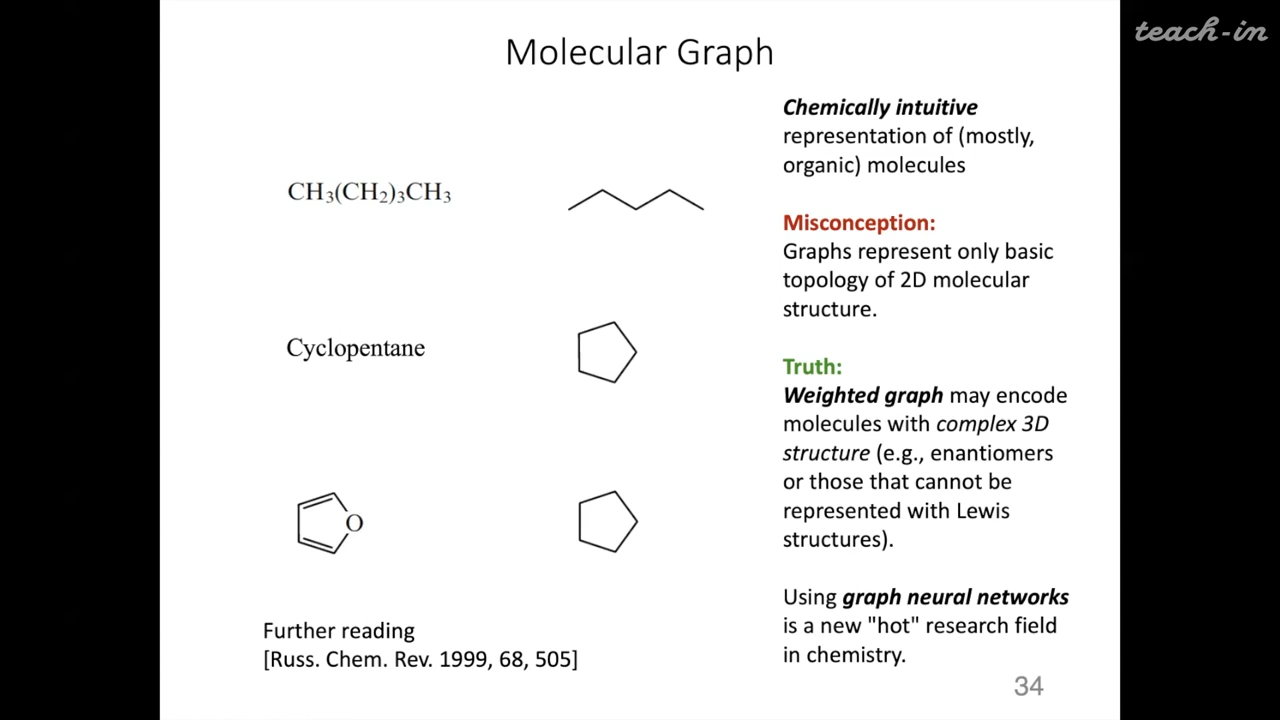 teach-in
Molecular Graph
CH3(CH2)3CH3
Cyclopentane
O
Further reading
[Russ. Chem. Rev. 1999, 68, 505]
Chemically intuitive
representation of (mostly,
organic) molecules
Misconception:
Graphs represent only basic
topology of 2D molecular
structure.
Truth:
Weighted graph may encode
molecules with complex 3D
structure (e.g., enantiomers
or those that cannot be
represented with Lewis
structures).
Using graph neural networks
is a new "hot" research field
in chemistry.
34